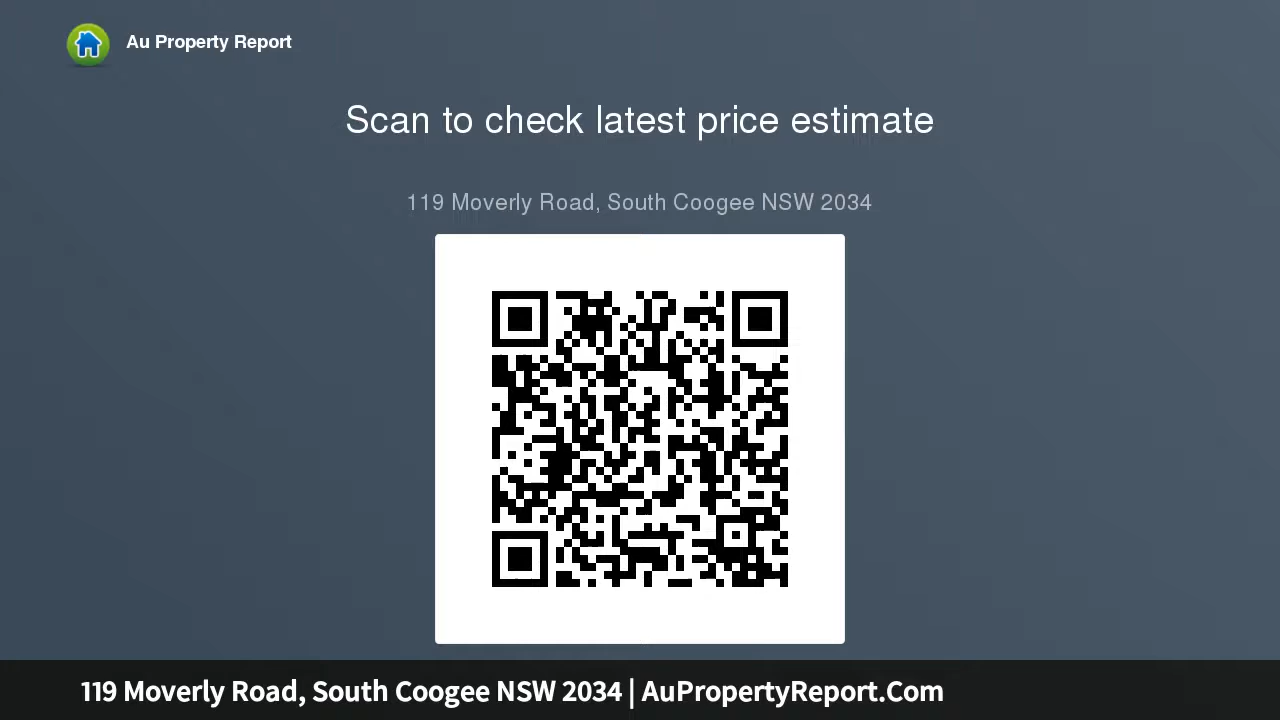 Au Property Report
Scan to check latest price estimate
119 Moverly Road, South Coogee NSW 2034
119 Moverly Road, South Coogee NSW 2034 | AuPropertyReport.Com